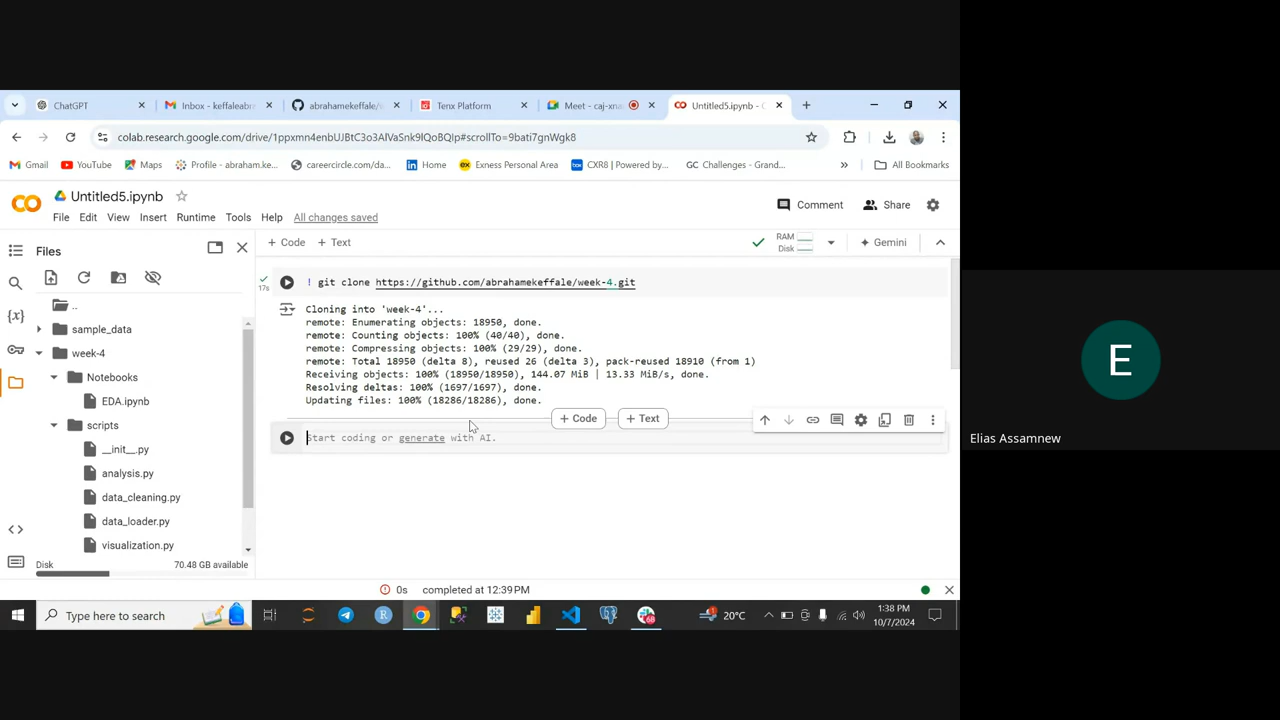 ChatGPT
Inbox - keffaleabr
abrahamekeffale/
Tenx Platform
Meet - caj-xna
Untitled5.ipynb - C
colab.research.google.com/drive/1ppxmn4enbUJBtC3o3AlVaSnk9lQoBQlp#scrollTo=9bati7gnWgk8
Gmail
YouTube
Maps
Profile - abraham.ke...
careercircle.com/da...
Home
Exness Personal Area
CXR8 | Powered by...
GC Challenges - Grand...
»
All Bookmarks
Untitled5.ipynb
File Edit View Insert Runtime Tools Help All changes saved
Comment
Share
Files
+ Code + Text
RAM
Disk
Gemini
..
sample_data
week-4
Notebooks
EDA.ipynb
scripts
__init__.py
analysis.py
data_cleaning.py
data_loader.py
visualization.py
Disk 70.48 GB available
17s
! git clone https://github.com/abrahamekeffale/week-4.git
Cloning into 'week-4'...
remote: Enumerating objects: 18950, done.
remote: Counting objects: 100% (40/40), done.
remote: Compressing objects: 100% (29/29), done.
remote: Total 18950 (delta 8), reused 26 (delta 3), pack-reused 18910 (from 1)
Receiving objects: 100% (18950/18950), 144.07 MiB | 13.33 MiB/s, done.
Resolving deltas: 100% (1697/1697), done.
Updating files: 100% (18286/18286), done.
+ Code
+ Text
Start coding or generate with AI.
0s completed at 12:39 PM
Type here to search
68
20°C
1:38 PM
10/7/2024
E
Elias Assamnew